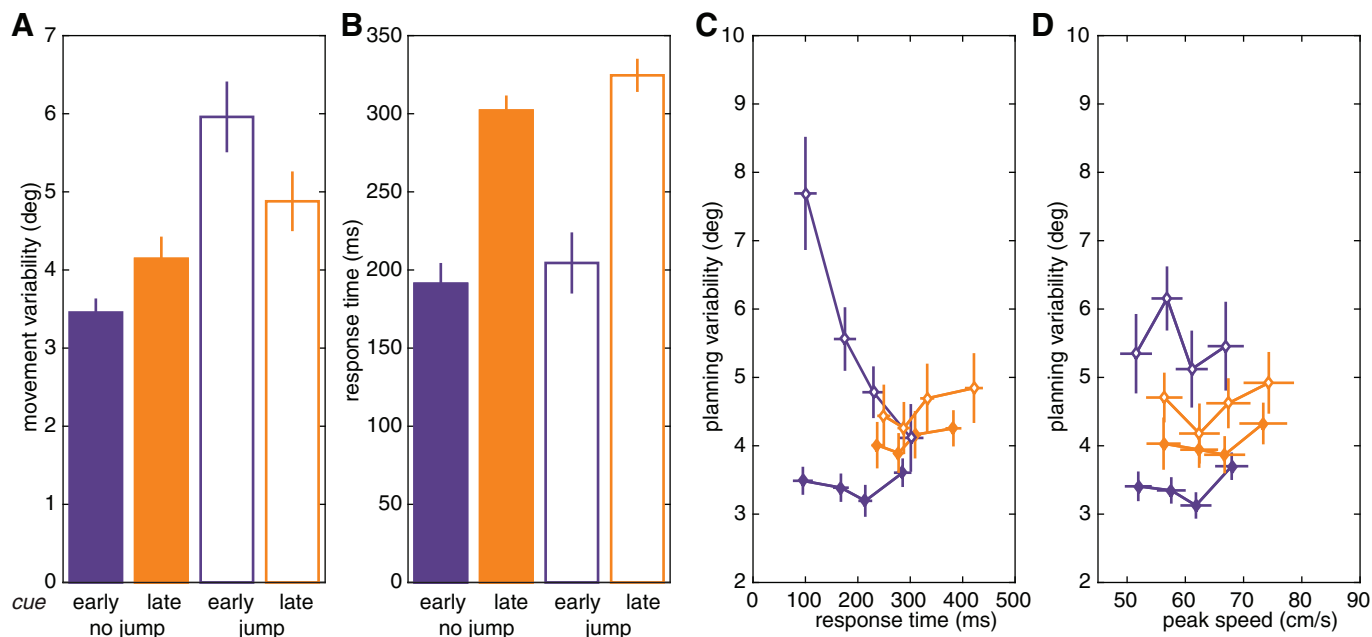 A
movement variability (deg)
7
6
5
4
3
2
1
0
cue early late early late
no jump jump
B
response time (ms)
350
300
250
200
150
100
50
0
early late early late
no jump jump
C
planning variability (deg)
10
9
8
7
6
5
4
3
2
0 100 200 300 400 500
response time (ms)
D
planning variability (deg)
10
9
8
7
6
5
4
3
2
50 60 70 80 90
peak speed (cm/s)